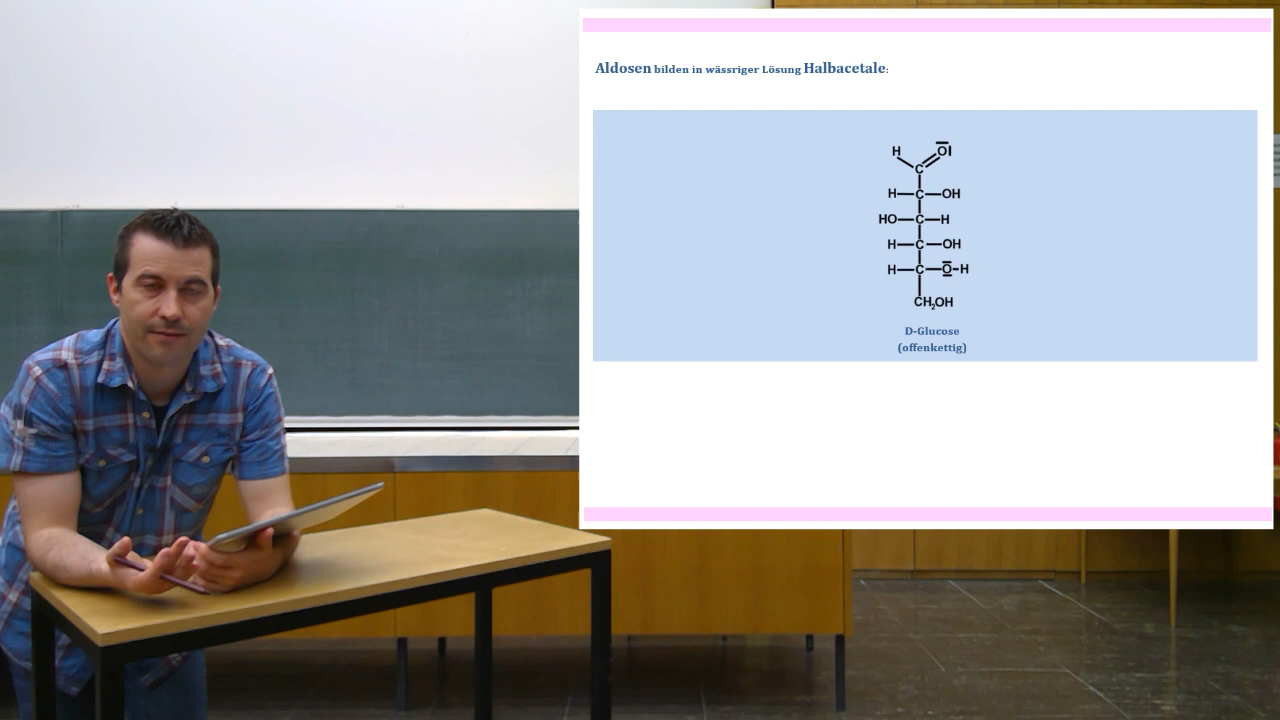 Aldosen bilden in wässriger Lösung Halbacetale:
H O
C
H C OH
HO C H
H C OH
H C O H
CH₂OH
D-Glucose
(offenkettig)